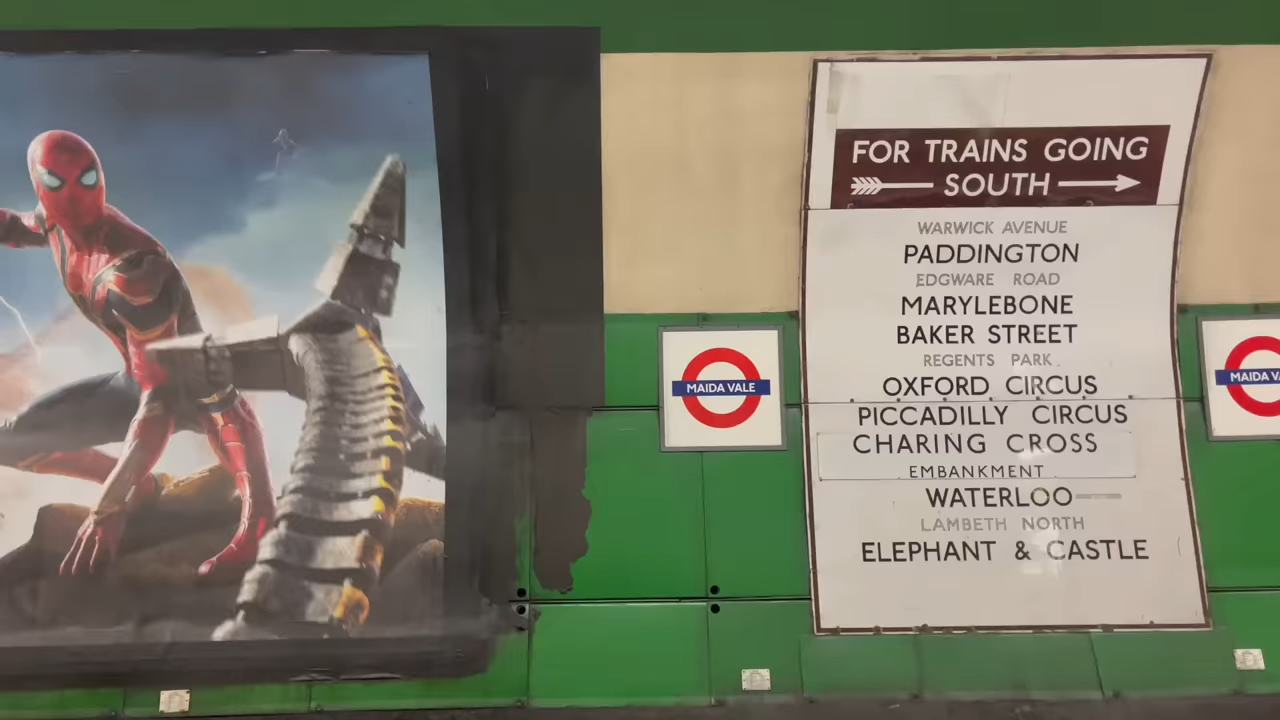 FOR TRAINS GOING
SOUTH
WARWICK AVENUE
PADDINGTON
EDGWARE ROAD
MARYLEBONE
BAKER STREET
REGENTS PARK
OXFORD CIRCUS
PICCADILLY CIRCUS
CHARING CROSS
EMBANKMENT
WATERLOO
LAMBETH NORTH
ELEPHANT & CASTLE
MAIDA VALE
MAIDA VA